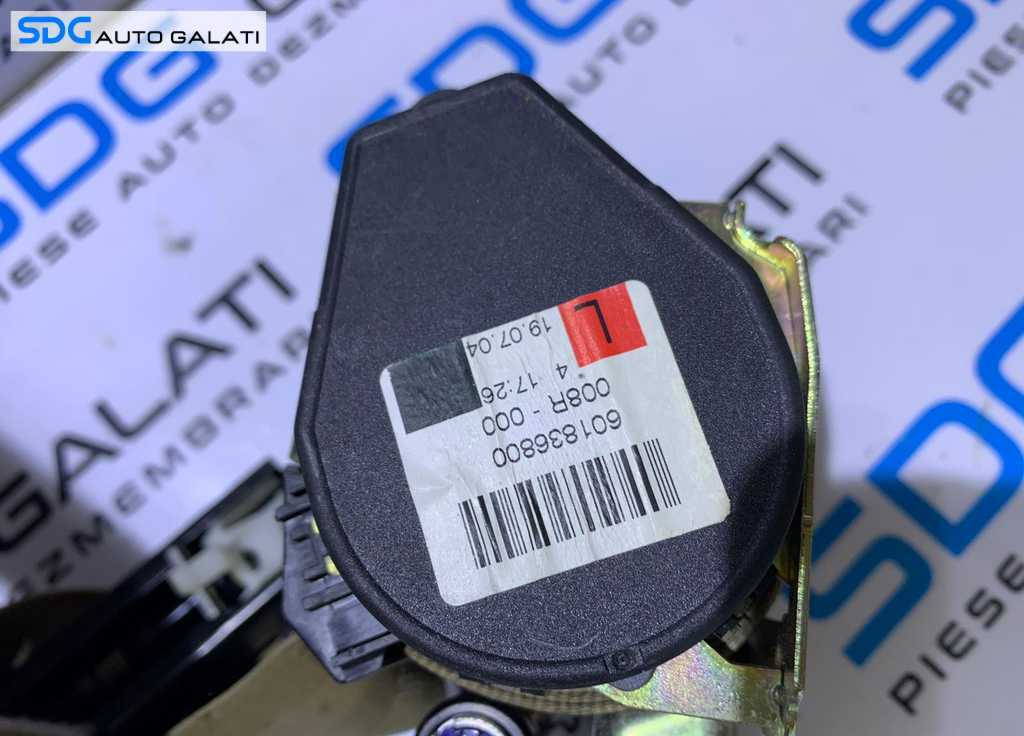 SDG AUTO GALATI
SDG
PIESE AUTO DEZMEMBRARI
GALATI
DEZMEMBRARI
SDG
PIESE
L
19.07.04
* 4 17:26
008R - 000
601836800